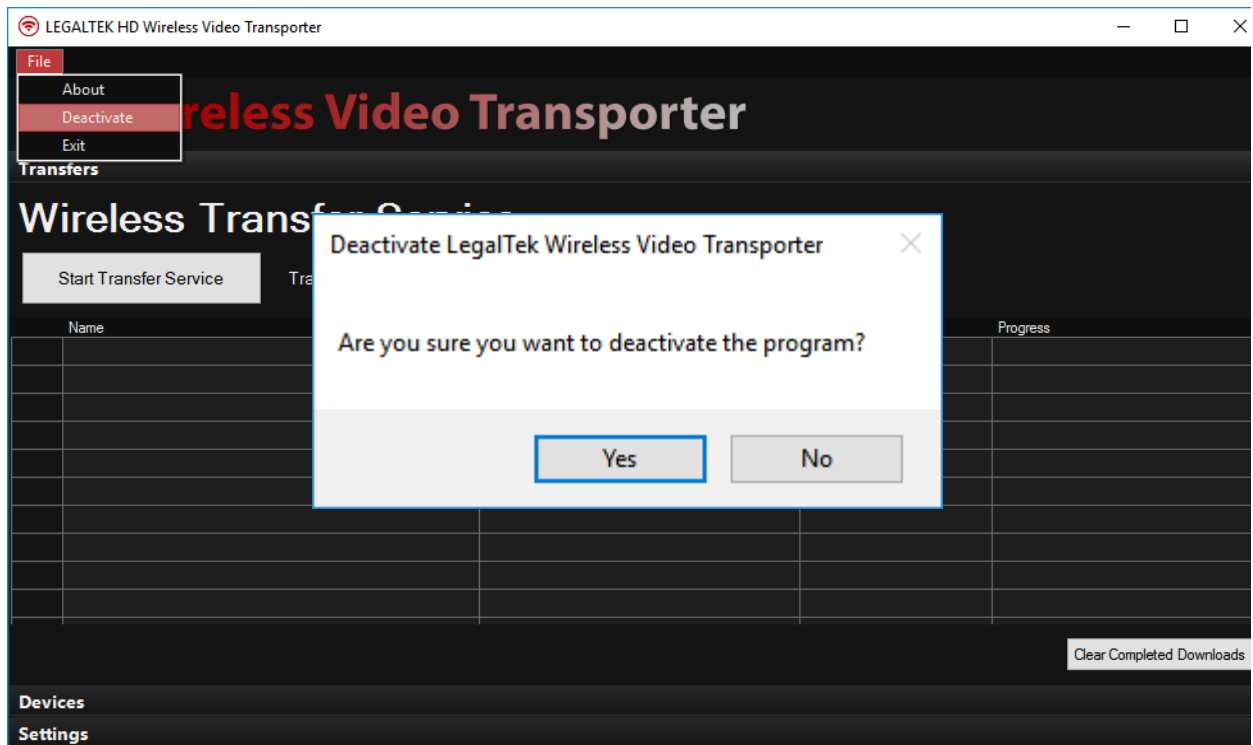 LEGALTEK HD Wireless Video Transporter
File
About
Deactivate
Exit
reless Video Transporter
Transfers
Wireless Trans
Start Transfer Service
Tra
Name
Progress
Deactivate LegalTek Wireless Video Transporter
Are you sure you want to deactivate the program?
Yes
No
Clear Completed Downloads
Devices
Settings